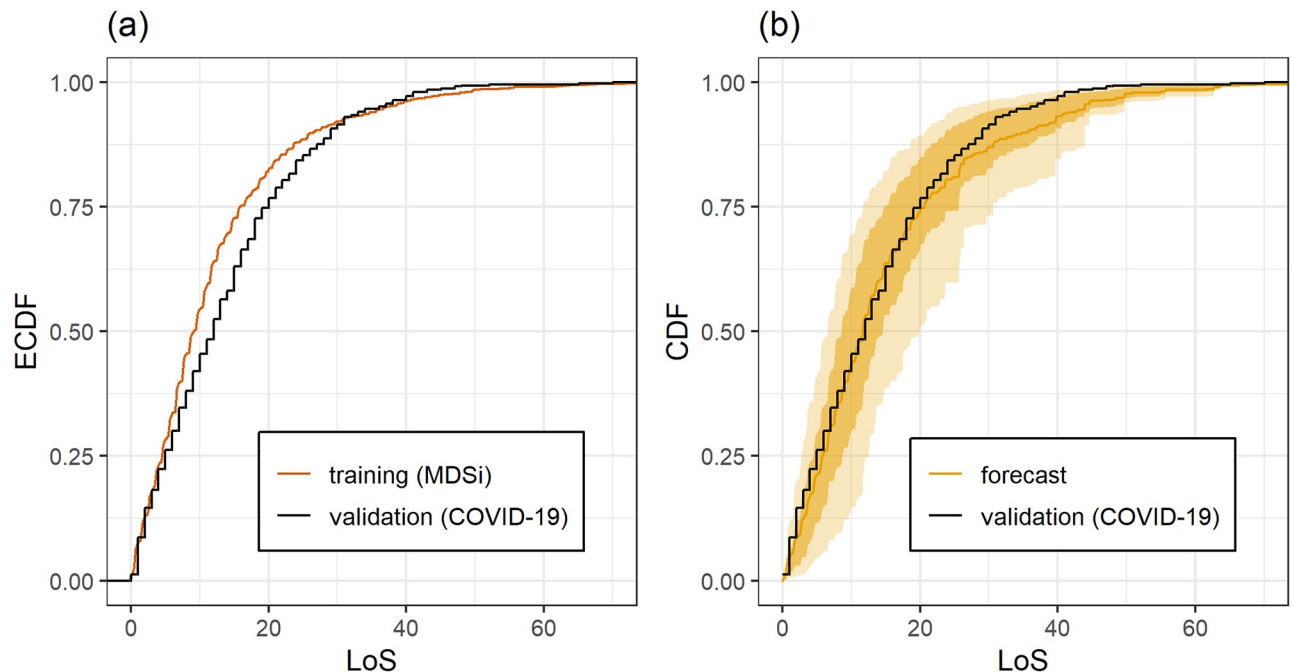 (a)
ECDF
1.00
0.75
0.50
0.25
0.00
training (MDSi)
validation (COVID-19)
0 20 40 60
LoS
(b)
CDF
1.00
0.75
0.50
0.25
0.00
forecast
validation (COVID-19)
0 20 40 60
LoS